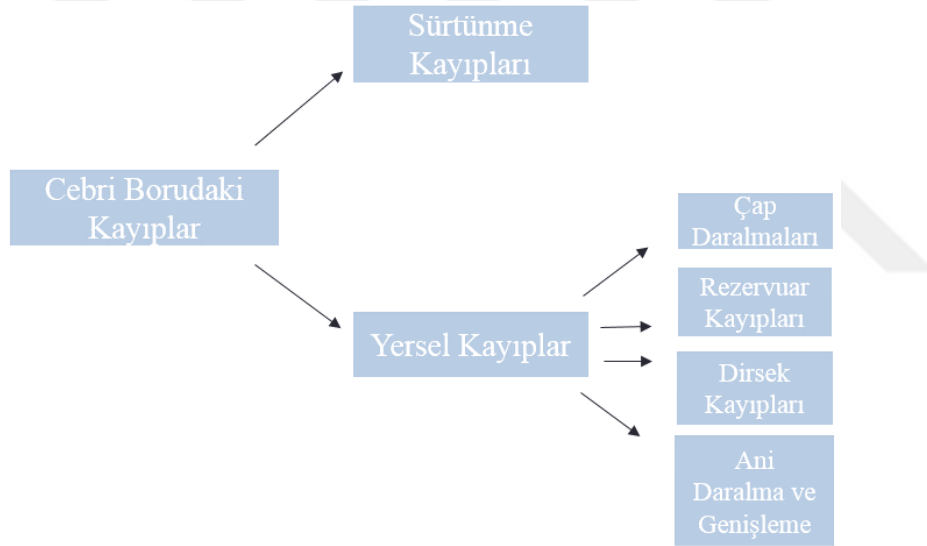 Sürtünme
Kayıpları
Cebri Borudaki
Kayıplar
Yersel Kayıplar
Çap
Daralmaları
Rezervuar
Kayıpları
Dirsek
Kayıpları
Ani
Daralma ve
Genişleme